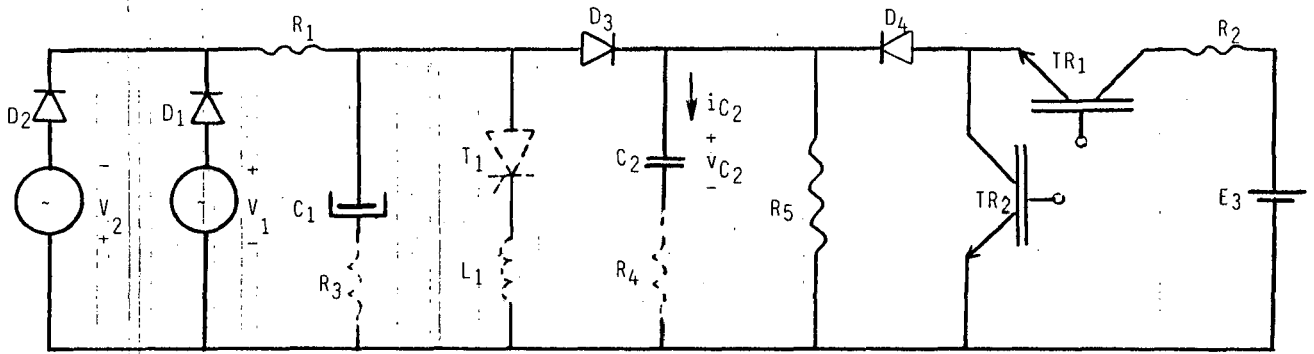 R1
D3
D4
R2
TR1
D2
D1
iC2
+
vC2
-
T1
C2
-
V2
+
+
V1
-
C1
R5
TR2
E3
R3
L1
R4
~
~